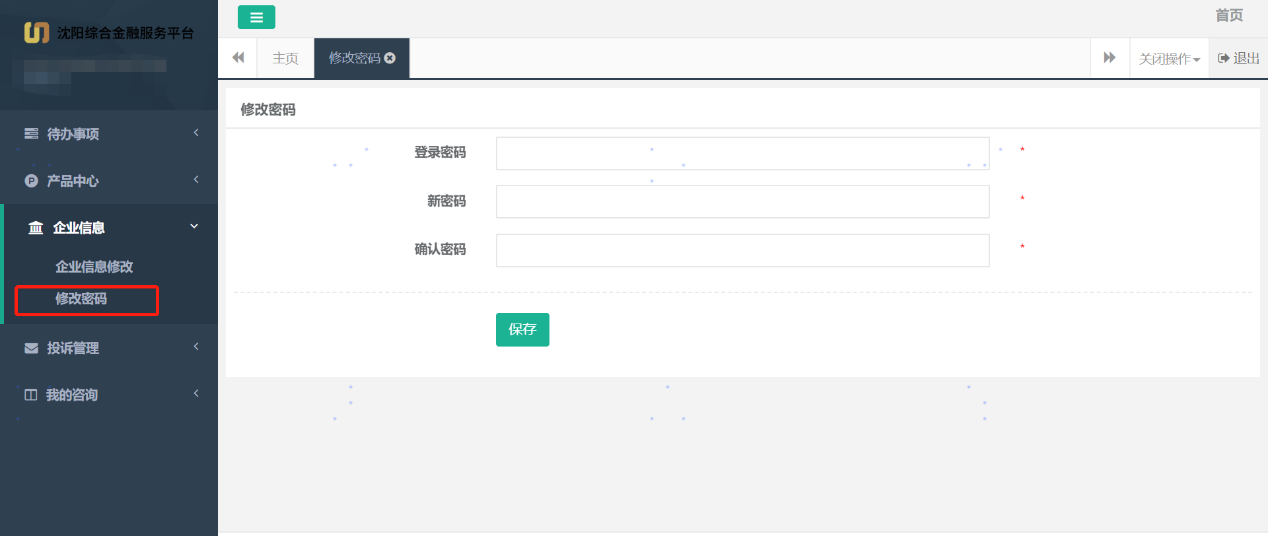 沈阳综合金融服务平台
首页
主页
修改密码
关闭操作
退出
待办事项
产品中心
企业信息
企业信息修改
修改密码
投诉管理
我的咨询
修改密码
登录密码 *
新密码 *
确认密码 *
保存